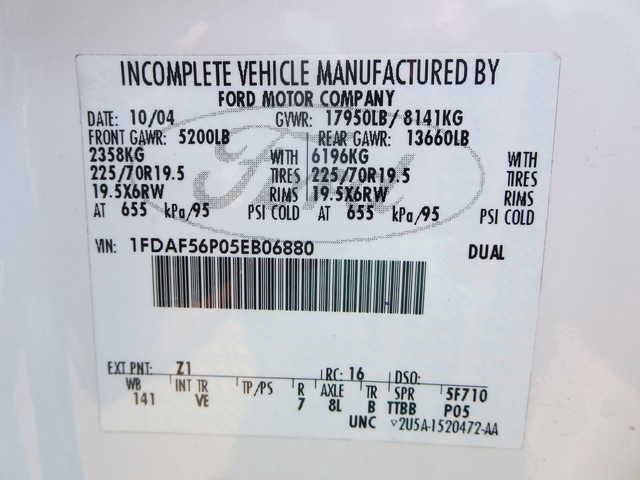 INCOMPLETE VEHICLE MANUFACTURED BY
FORD MOTOR COMPANY
DATE: 10/04 GVWR: 17950LB / 8141KG
FRONT GAWR: 5200LB REAR GAWR: 13660LB
2358KG WITH 6196KG WITH
225/70R19.5 TIRES 225/70R19.5 TIRES
19.5X6RW RIMS 19.5X6RW RIMS
AT 655 kPa/95 PSI COLD AT 655 kPa/95 PSI COLD
Ford
VIN: 1FDAF56P05EB06880 DUAL
EXT PNT: Z1 RC: 16 DSO:
WB INT TR TP/PS R AXLE TR SPR 5F710
141 VE 7 8L B TTBB P05
UNC ▽2U5A-1520472-AA